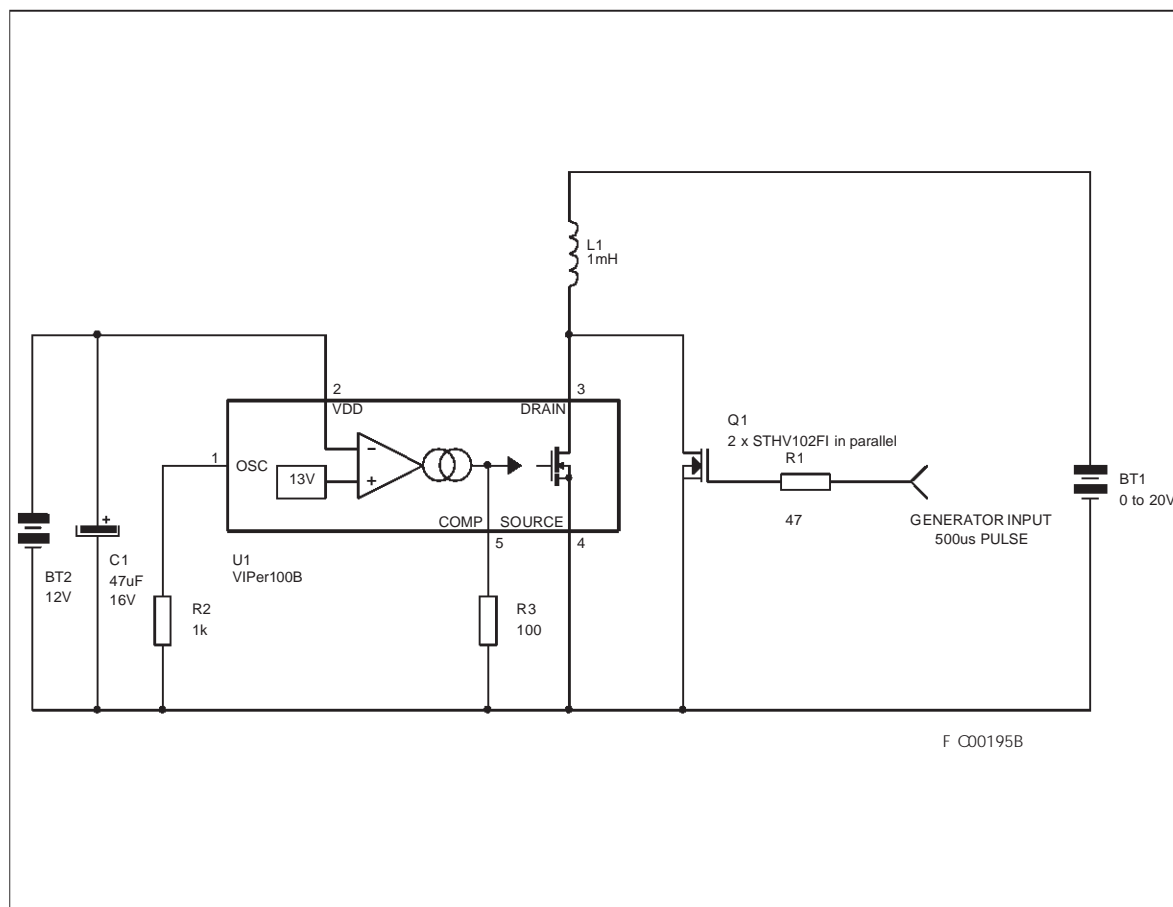 L1
1mH
2
3
VDD
DRAIN
Q1
2 x STHV102FI in parallel
R1
1
OSC
13V
-
+
+
47
BT1
0 to 20V
GENERATOR INPUT
500us PULSE
COMP
SOURCE
5
4
U1
VIPer100B
BT2
12V
C1
47uF
16V
R2
1k
R3
100
F C00195B